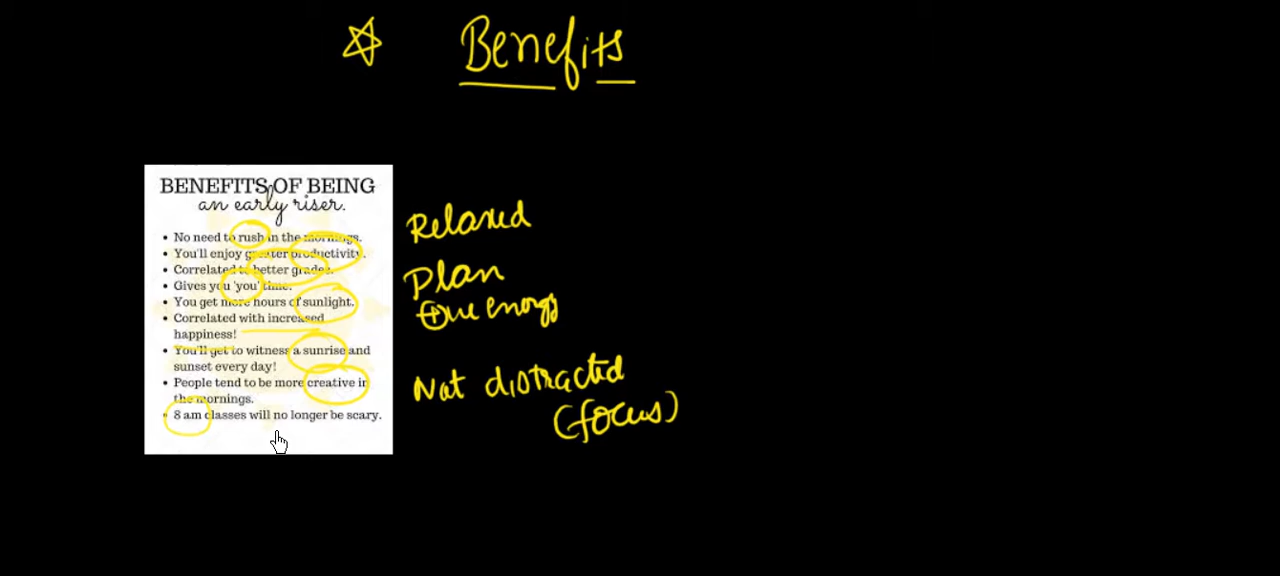 Benefits
BENEFITS OF BEING
an early riser.
• No need to rush in the mornings.
• You'll enjoy greater productivity.
• Correlated to better grades.
• Gives you 'you' time.
• You get more hours of sunlight.
• Correlated with increased
happiness!
• You'll get to witness a sunrise and
sunset every day!
• People tend to be more creative in
the mornings.
• 8 am classes will no longer be scary.
Relaxed
Plan
+ve energy
Not distracted
(focus)